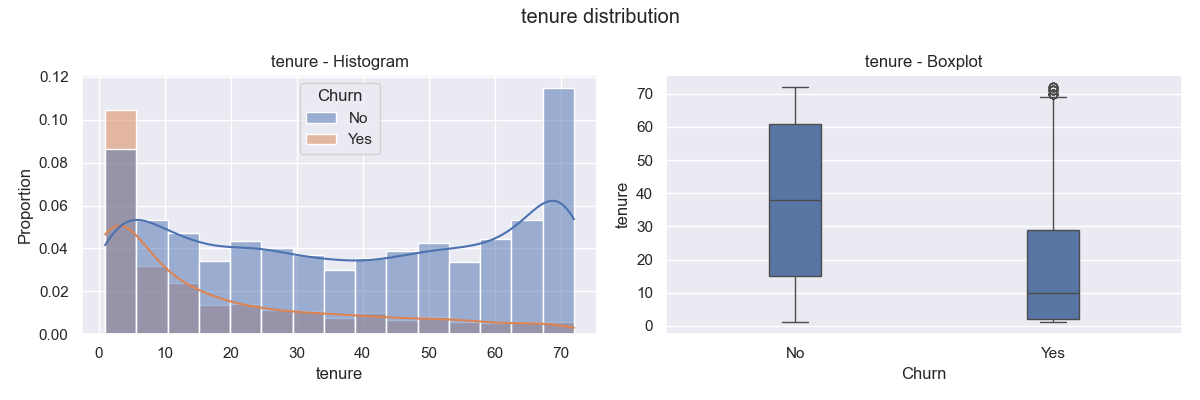 tenure distribution
tenure - Histogram
Proportion
0.12
0.10
0.08
0.06
0.04
0.02
0.00
Churn
No
Yes
0 10 20 30 40 50 60 70
tenure
tenure - Boxplot
tenure
70
60
50
40
30
20
10
0
No Yes
Churn